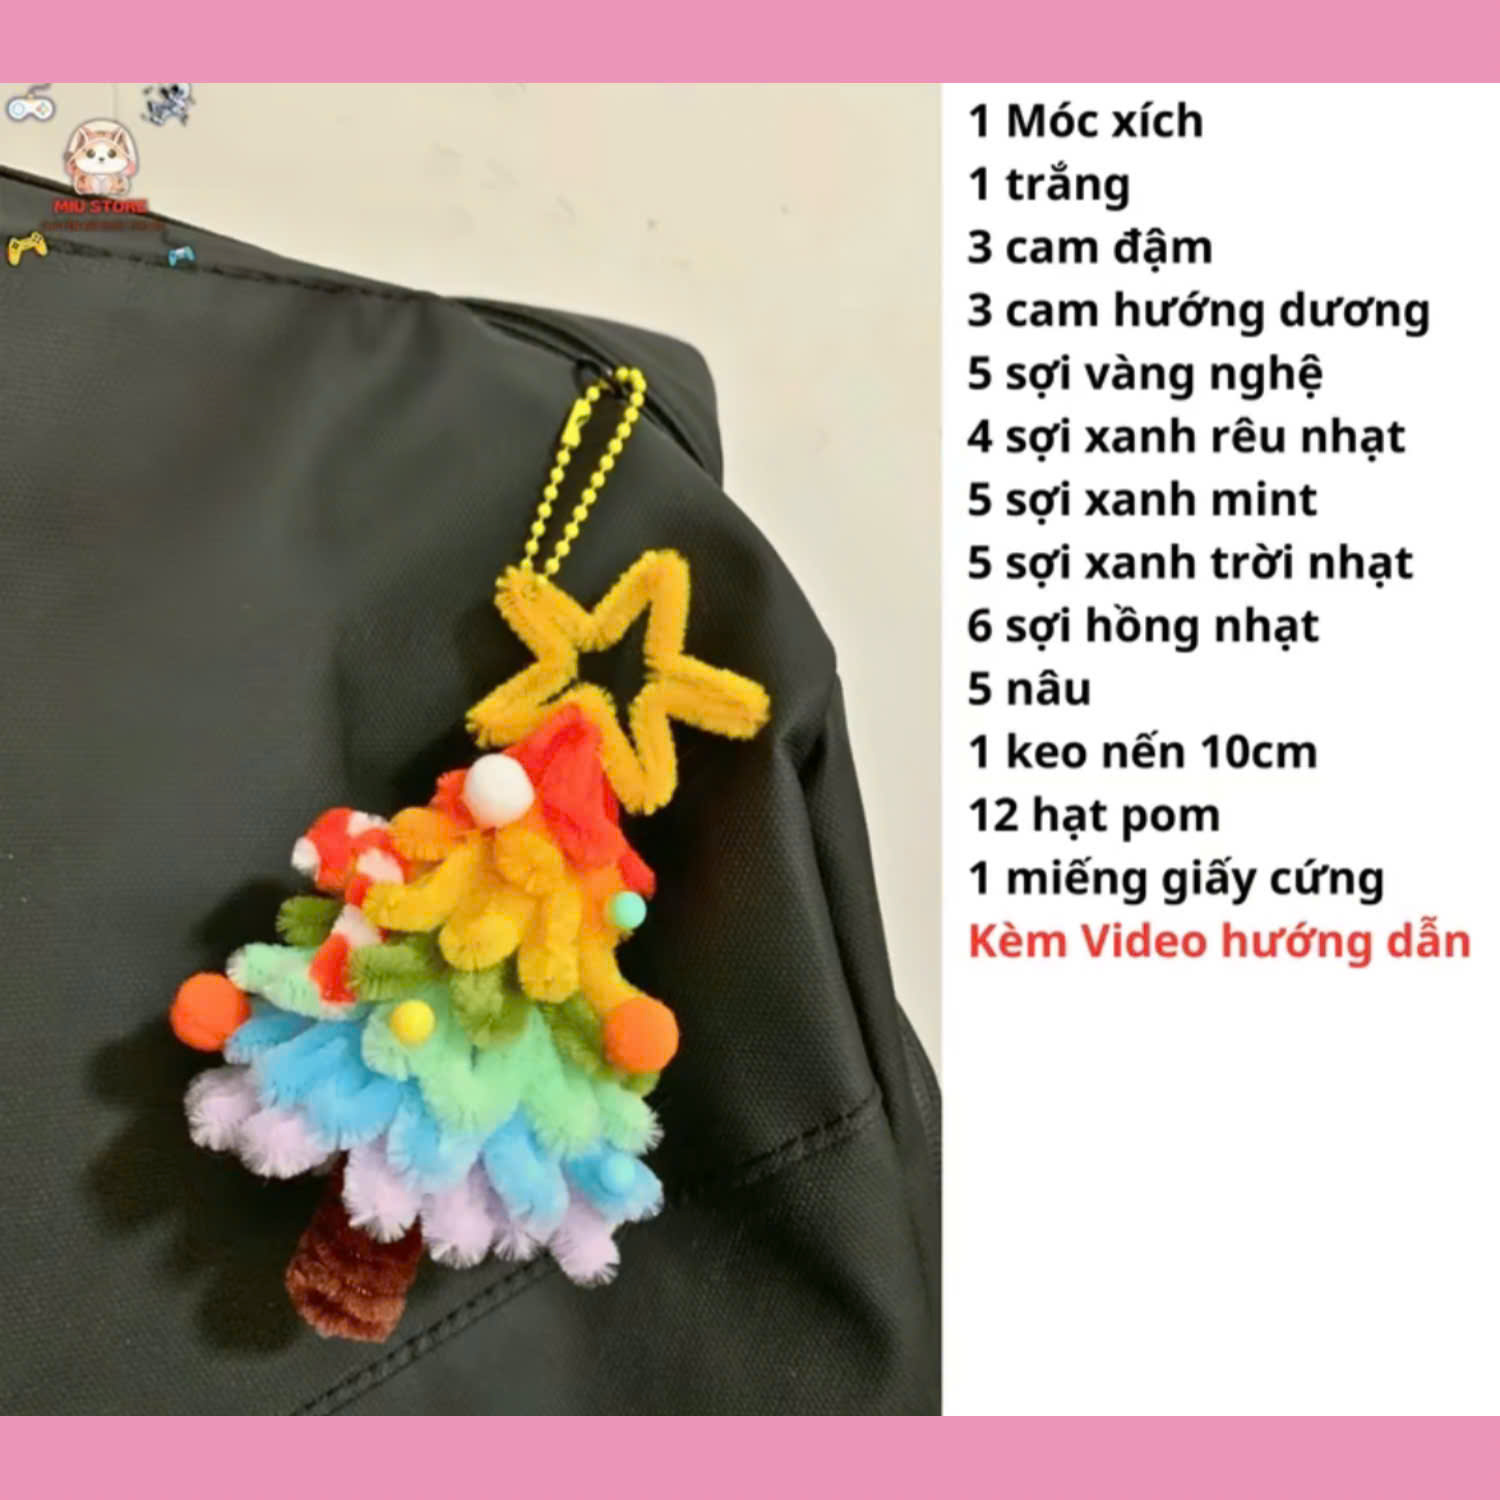 MIU STORE
1 Móc xích
1 trắng
3 cam đậm
3 cam hướng dương
5 sợi vàng nghệ
4 sợi xanh rêu nhạt
5 sợi xanh mint
5 sợi xanh trời nhạt
6 sợi hồng nhạt
5 nâu
1 keo nến 10cm
12 hạt pom
1 miếng giấy cứng
Kèm Video hướng dẫn